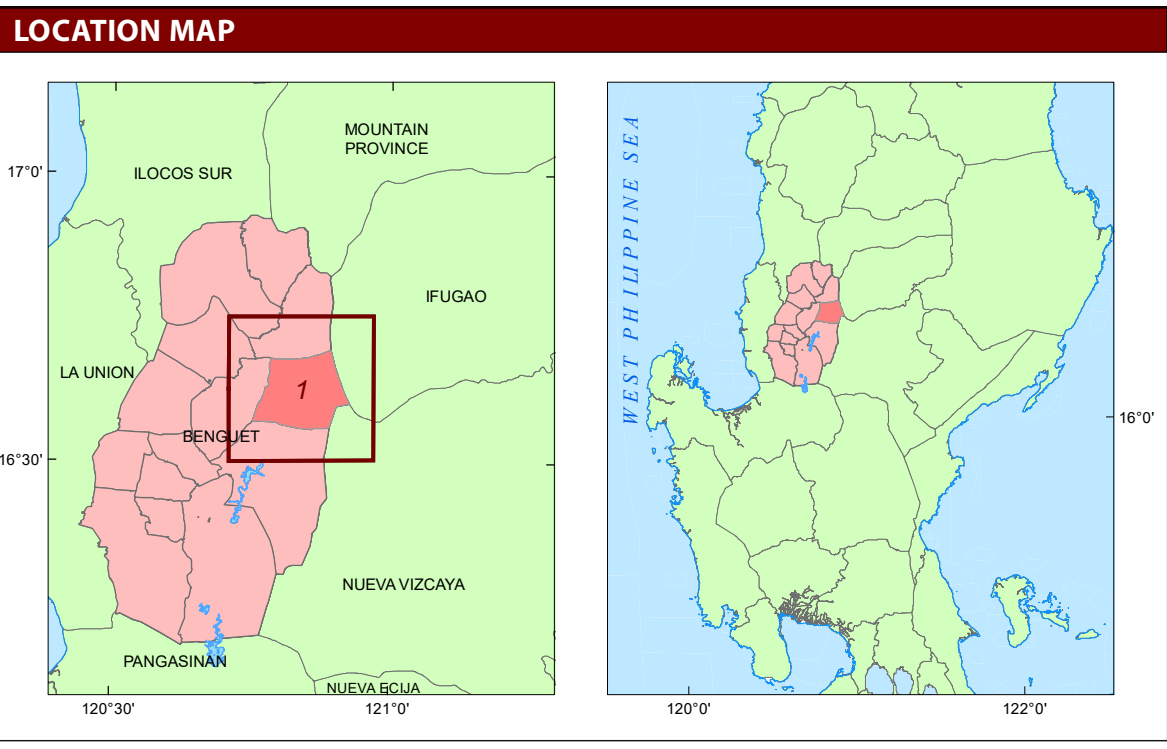 LOCATION MAP
MOUNTAIN
PROVINCE
ILOCOS SUR
17°0'
IFUGAO
LA UNION
1
BENGUET
16°30'
NUEVA VIZCAYA
PANGASINAN
NUEVA ECIJA
120°30'
121°0'
WEST PHILIPPINE SEA
16°0'
120°0'
122°0'